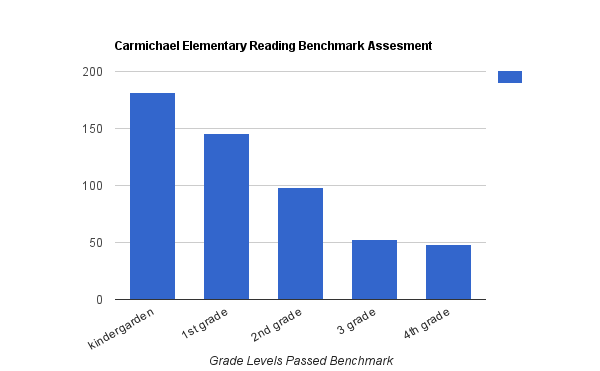 Carmichael Elementary Reading Benchmark Assesment
200
150
100
50
0
kindergarden
1st grade
2nd grade
3 grade
4th grade
Grade Levels Passed Benchmark